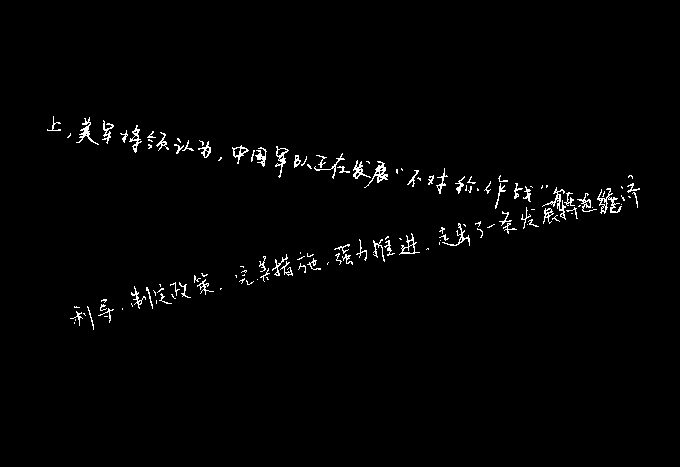 上,美军将领认为,中国军队正在发展“不对称作战”
利导、制定政策、完善措施、强力推进,走出了一条发展